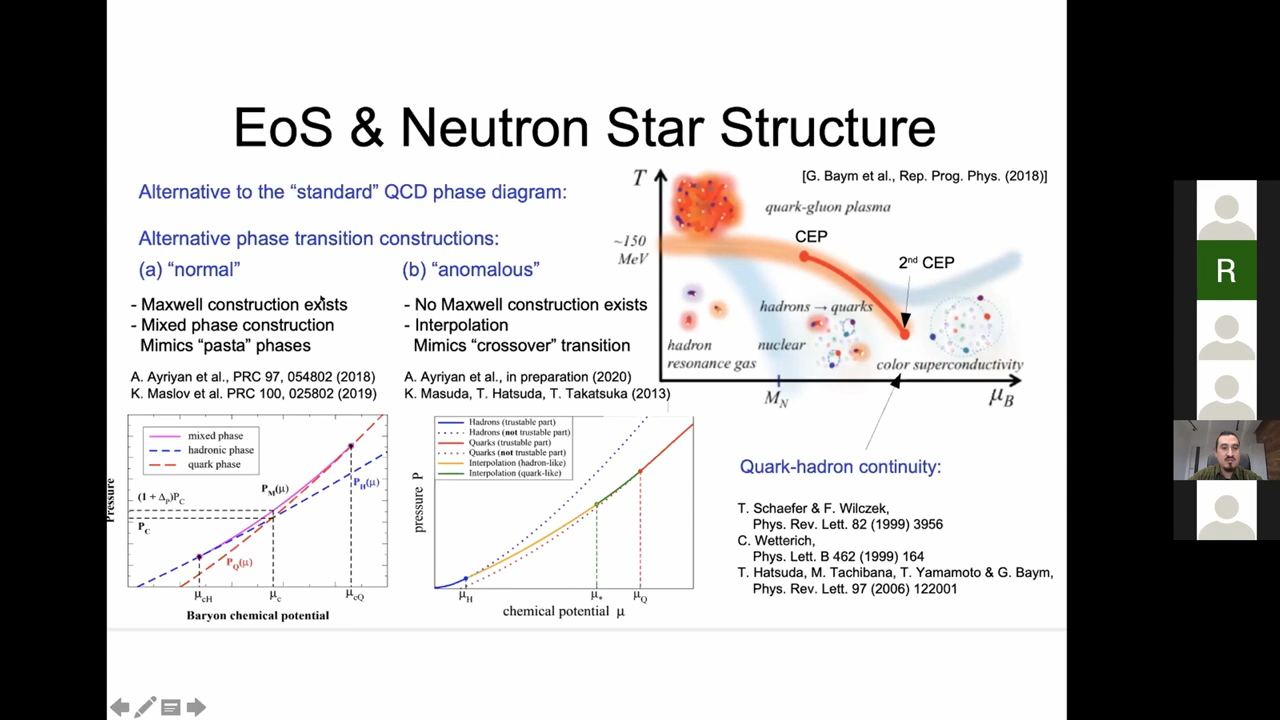 EoS & Neutron Star Structure
Alternative to the “standard” QCD phase diagram:
Alternative phase transition constructions:
(a) “normal”
- Maxwell construction exists
- Mixed phase construction
Mimics “pasta” phases
A. Ayriyan et al., PRC 97, 054802 (2018)
K. Maslov et al. PRC 100, 025802 (2019)
(b) “anomalous”
- No Maxwell construction exists
- Interpolation
Mimics “crossover” transition
A. Ayriyan et al., in preparation (2020)
K. Masuda, T. Hatsuda, T. Takatsuka (2013)
[G. Baym et al., Rep. Prog. Phys. (2018)]
T
quark-gluon plasma
~150
MeV
CEP
2nd CEP
hadrons → quarks
hadron
resonance gas
nuclear
color superconductivity
M_N
μ_B
mixed phase
hadronic phase
quark phase
Pressure
(1 + Δ_P)P_C
P_C
P_M(μ)
P_H(μ)
P_Q(μ)
μ_cH
μ_c
μ_cQ
Baryon chemical potential
Hadrons (trustable part)
Hadrons (not trustable part)
Quarks (trustable part)
Quarks (not trustable part)
Interpolation (hadron-like)
Interpolation (quark-like)
pressure P
μ_H
μ_*
μ_Q
chemical potential μ
Quark-hadron continuity:
T. Schaefer & F. Wilczek,
Phys. Rev. Lett. 82 (1999) 3956
C. Wetterich,
Phys. Lett. B 462 (1999) 164
T. Hatsuda, M. Tachibana, T. Yamamoto & G. Baym,
Phys. Rev. Lett. 97 (2006) 122001
R